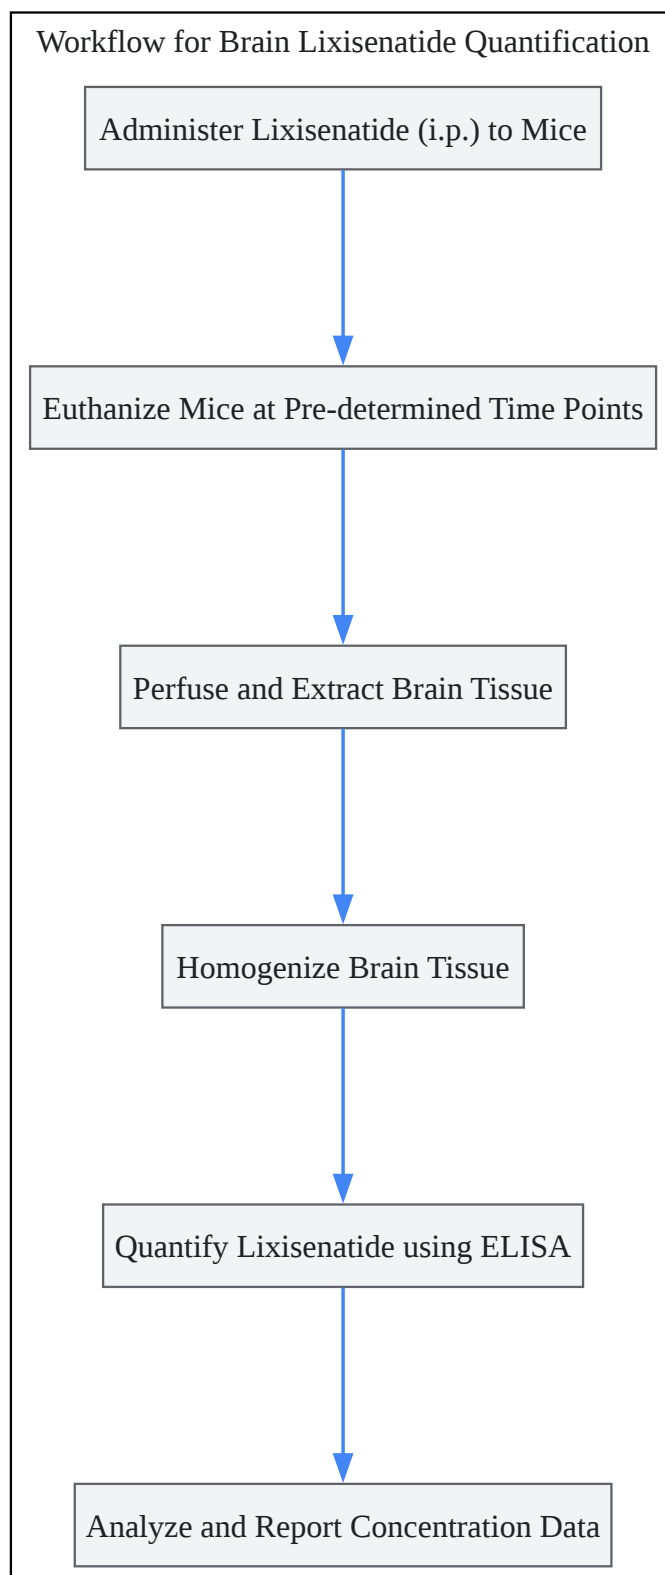 Workflow for Brain Lixisenatide Quantification
Administer Lixisenatide (i.p.) to Mice
Euthanize Mice at Pre-determined Time Points
Perfuse and Extract Brain Tissue
Homogenize Brain Tissue
Quantify Lixisenatide using ELISA
Analyze and Report Concentration Data